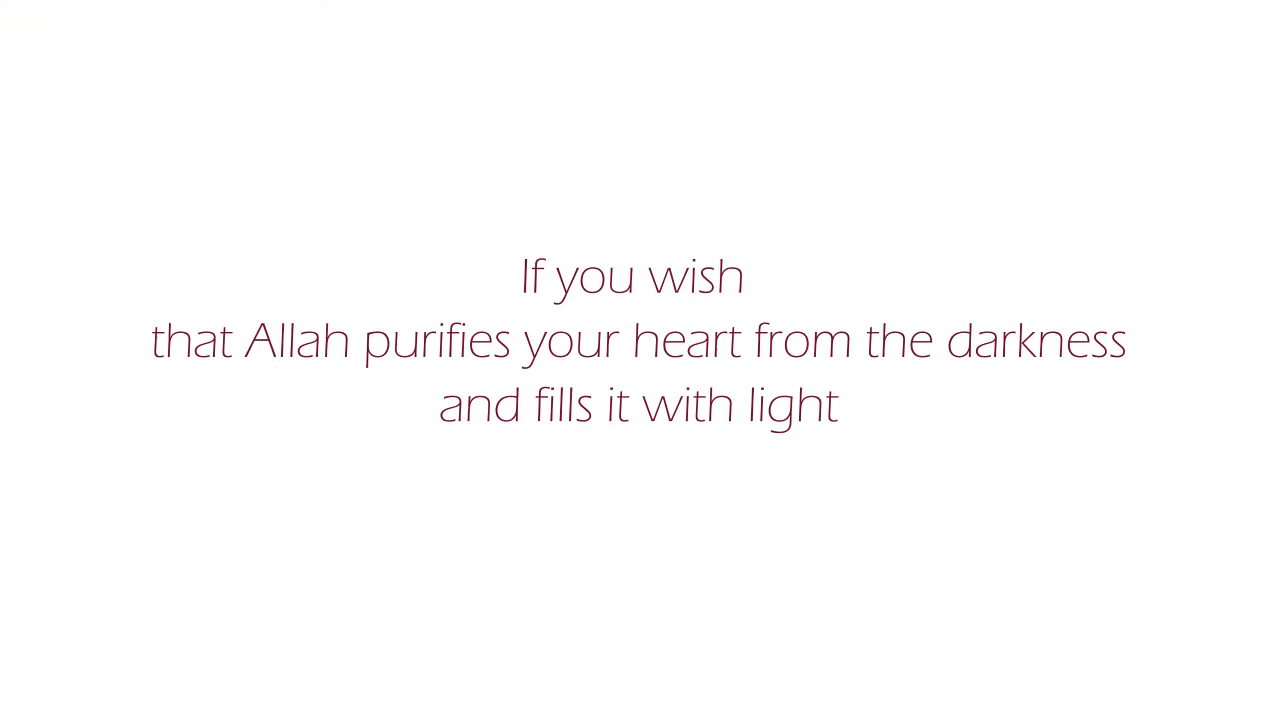 If you wish
that Allah purifies your heart from the darkness
and fills it with light